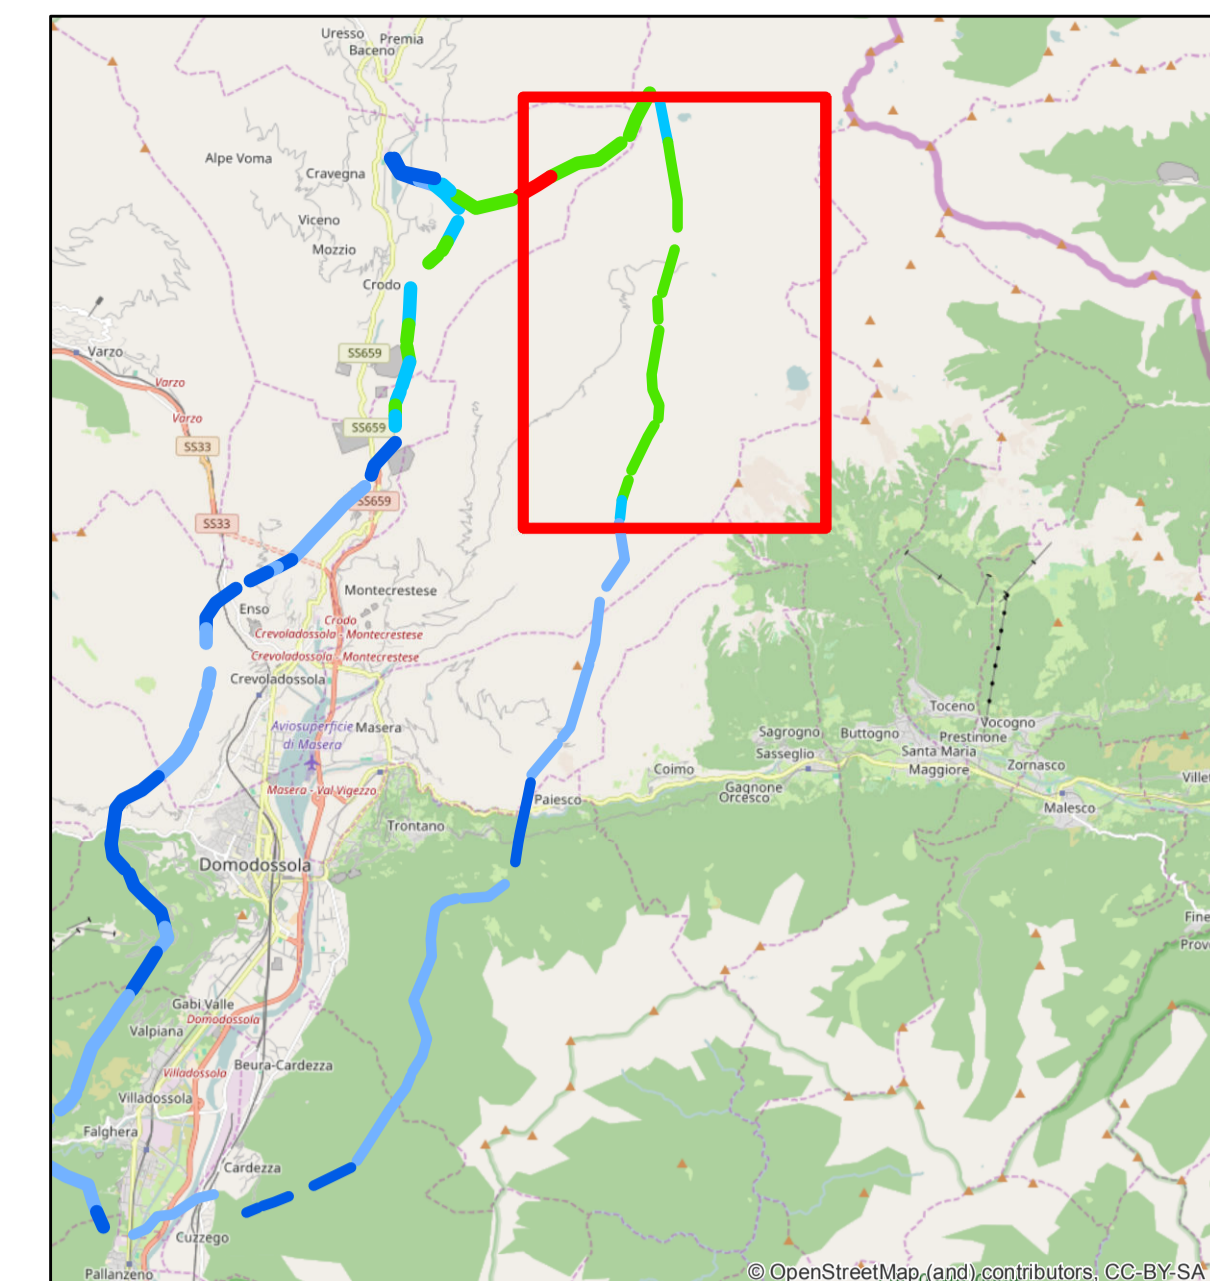 Uresso
Premia
Baceno
Alpe Voma
Cravegna
Viceno
Mozzio
Crodo
SS659
Varzo
Varzo
Varzo
SS659
SS33
SS659
SS33
Montecrestese
Enso
Crodo
Crevoladossola - Montecrestese
Crevoladossola - Montecrestese
Crevoladossola
Toceno
Vocogno
Aviosuperficie
di Masera
Masera
Sagrogno
Buttogno
Prestinone
Santa Maria
Maggiore
Sasseglio
Zornasco
Coimo
Gagnone
Orcesco
Villet
Masera - Val Vigezzo
Paiesco
Malesco
Trontano
Domodossola
Fine
Prov
Gabi Valle
Domodossola
Valpiana
Beura-Cardezza
Villadossola
Villadossola
Falghera
Cardezza
Cuzzego
Pallanzeno
© OpenStreetMap (and) contributors, CC-BY-SA